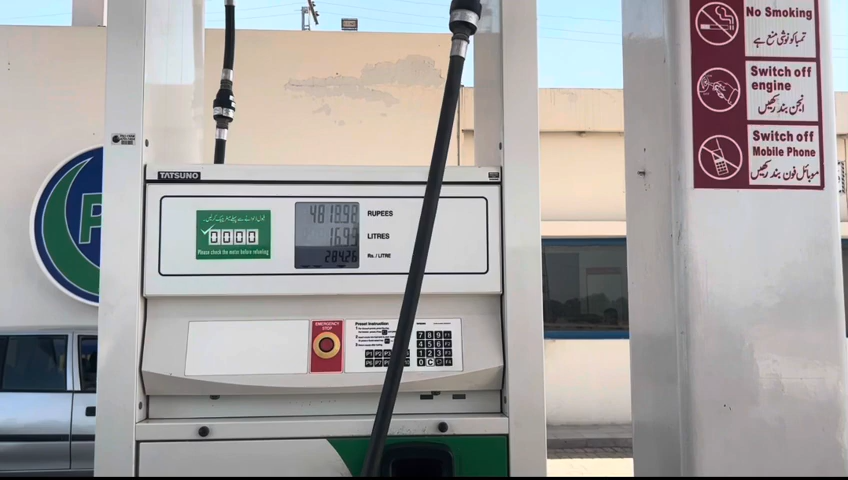 No Smoking
تمباکو نوشی منع ہے
Switch off
engine
انجن بند رکھیں
Switch off
Mobile Phone
موبائل فون بند رکھیں
TATSUNO
0000
Please check the meter before refueling
4818.98 RUPEES
16.99 LITRES
284.26 Rs. / LITRE
EMERGENCY
STOP
Preset Instruction
7 8 9
4 5 6
1 2 3
0 C
P